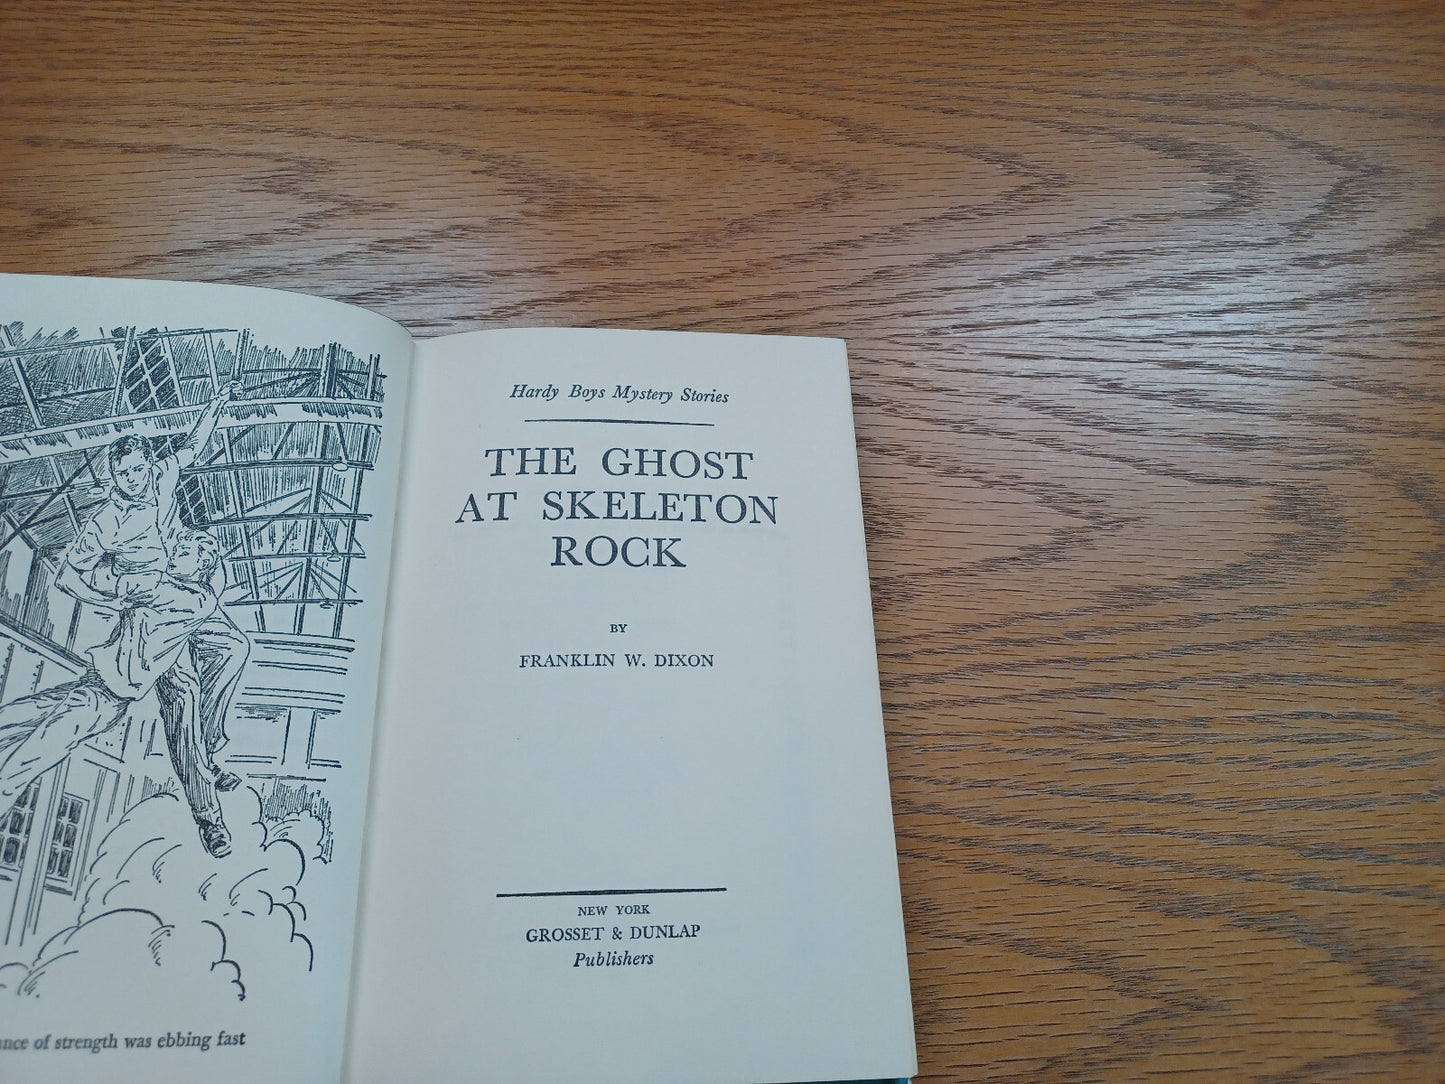 of strength was ebbing fast
Hardy Boys Mystery Stories
THE GHOST
AT SKELETON
ROCK
BY
FRANKLIN W. DIXON
NEW YORK
GROSSET & DUNLAP
Publishers